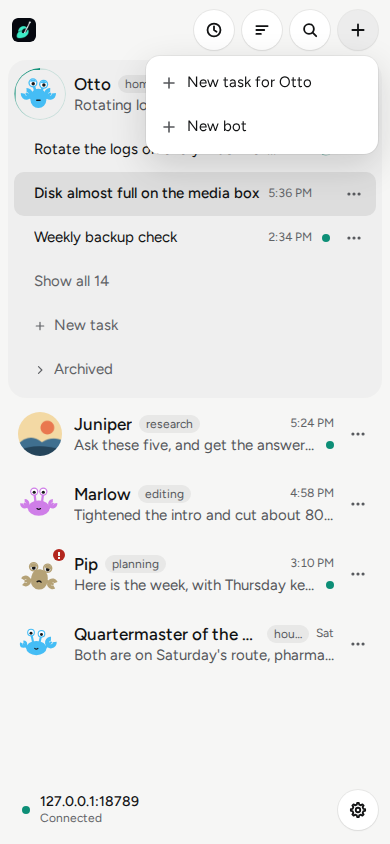 Otto
New task for Otto
Rotating lo
New bot
Rotate the logs o
Disk almost full on the media box 5:36 PM
Weekly backup check 2:34 PM
Show all 14
New task
Archived
Juniper research 5:24 PM
Ask these five, and get the answer...
Marlow editing 4:58 PM
Tightened the intro and cut about 80...
Pip planning 3:10 PM
Here is the week, with Thursday ke...
Quartermaster of the ... hou... Sat
Both are on Saturday's route, pharma...
127.0.0.1:18789
Connected